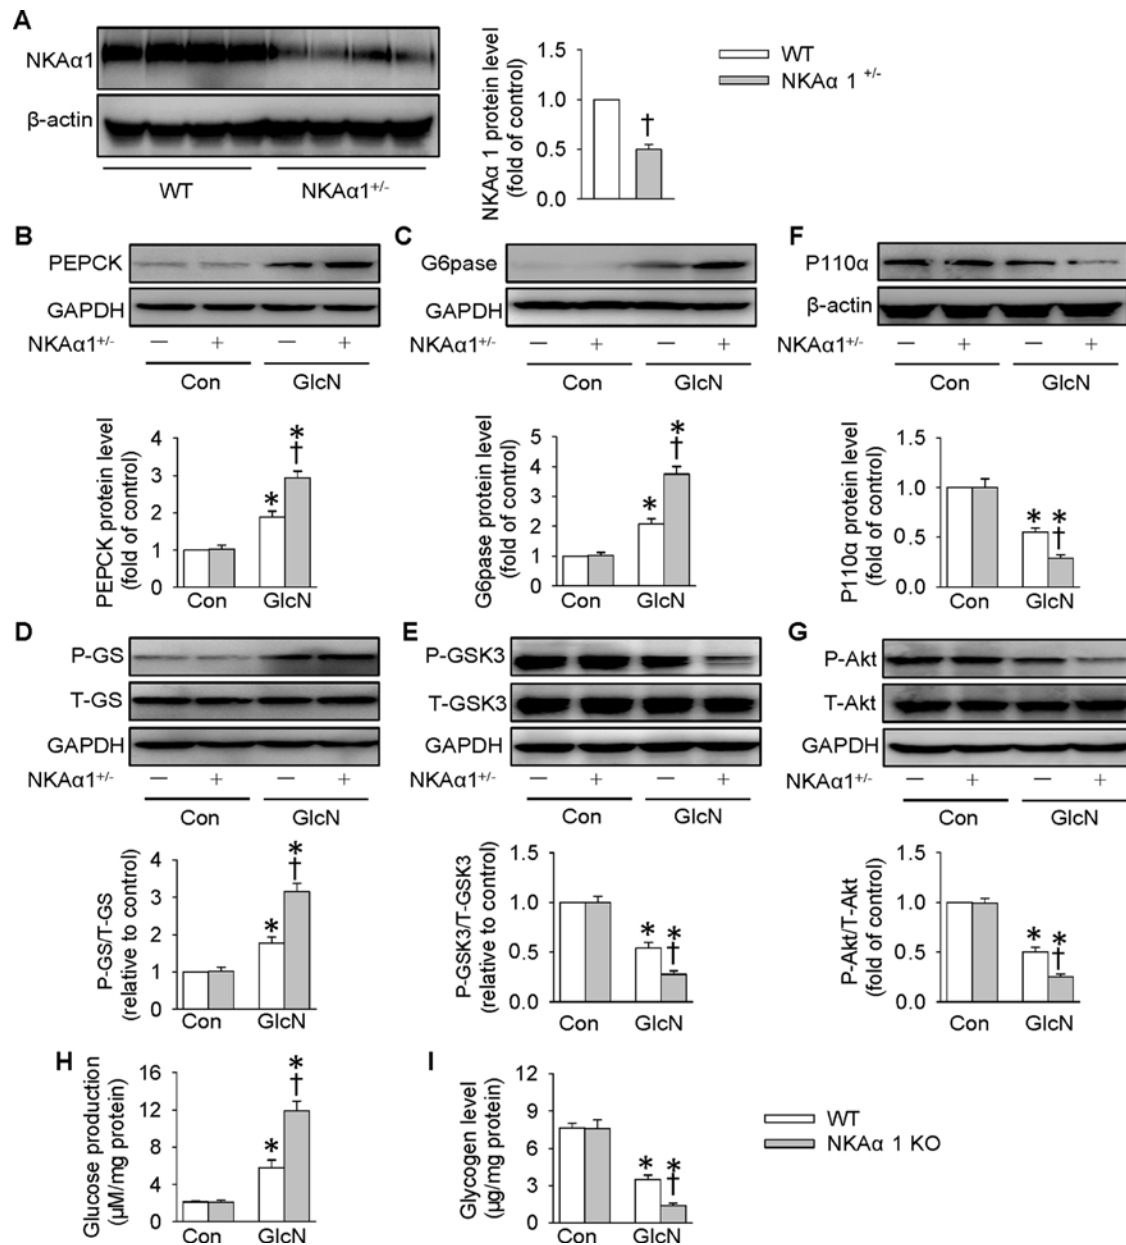 A
NKAα1
β-actin
WT NKAα1+/-
NKAα 1 protein level
(fold of control)
1.5
1.0
0.5
0.0
†
WT
NKAα 1 +/-
B
PEPCK
GAPDH
NKAα1+/- — + — +
Con GlcN
PEPCK protein level
(fold of control)
4
3
2
1
0
*
*
†
Con GlcN
C
G6pase
GAPDH
NKAα1+/- — + — +
Con GlcN
G6pase protein level
(fold of control)
5
4
3
2
1
0
*
*
†
Con GlcN
F
P110α
β-actin
NKAα1+/- — + — +
Con GlcN
P110α protein level
(fold of control)
1.5
1.0
0.5
0.0
* *
†
Con GlcN
D
P-GS
T-GS
GAPDH
NKAα1+/- — + — +
Con GlcN
P-GS/T-GS
(relative to control)
4
3
2
1
0
*
*
†
Con GlcN
E
P-GSK3
T-GSK3
GAPDH
NKAα1+/- — + — +
Con GlcN
P-GSK3/T-GSK3
(relative to control)
1.5
1.0
0.5
0.0
* *
†
Con GlcN
G
P-Akt
T-Akt
GAPDH
NKAα1+/- — + — +
Con GlcN
P-Akt/T-Akt
(fold of control)
1.5
1.0
0.5
0.0
* *
†
Con GlcN
H
Glucose production
(µM/mg protein)
16
12
8
4
0
*
*
†
Con GlcN
I
Glycogen level
(µg/mg protein)
12
9
6
3
0
* *
†
Con GlcN
WT
NKAα 1 KO